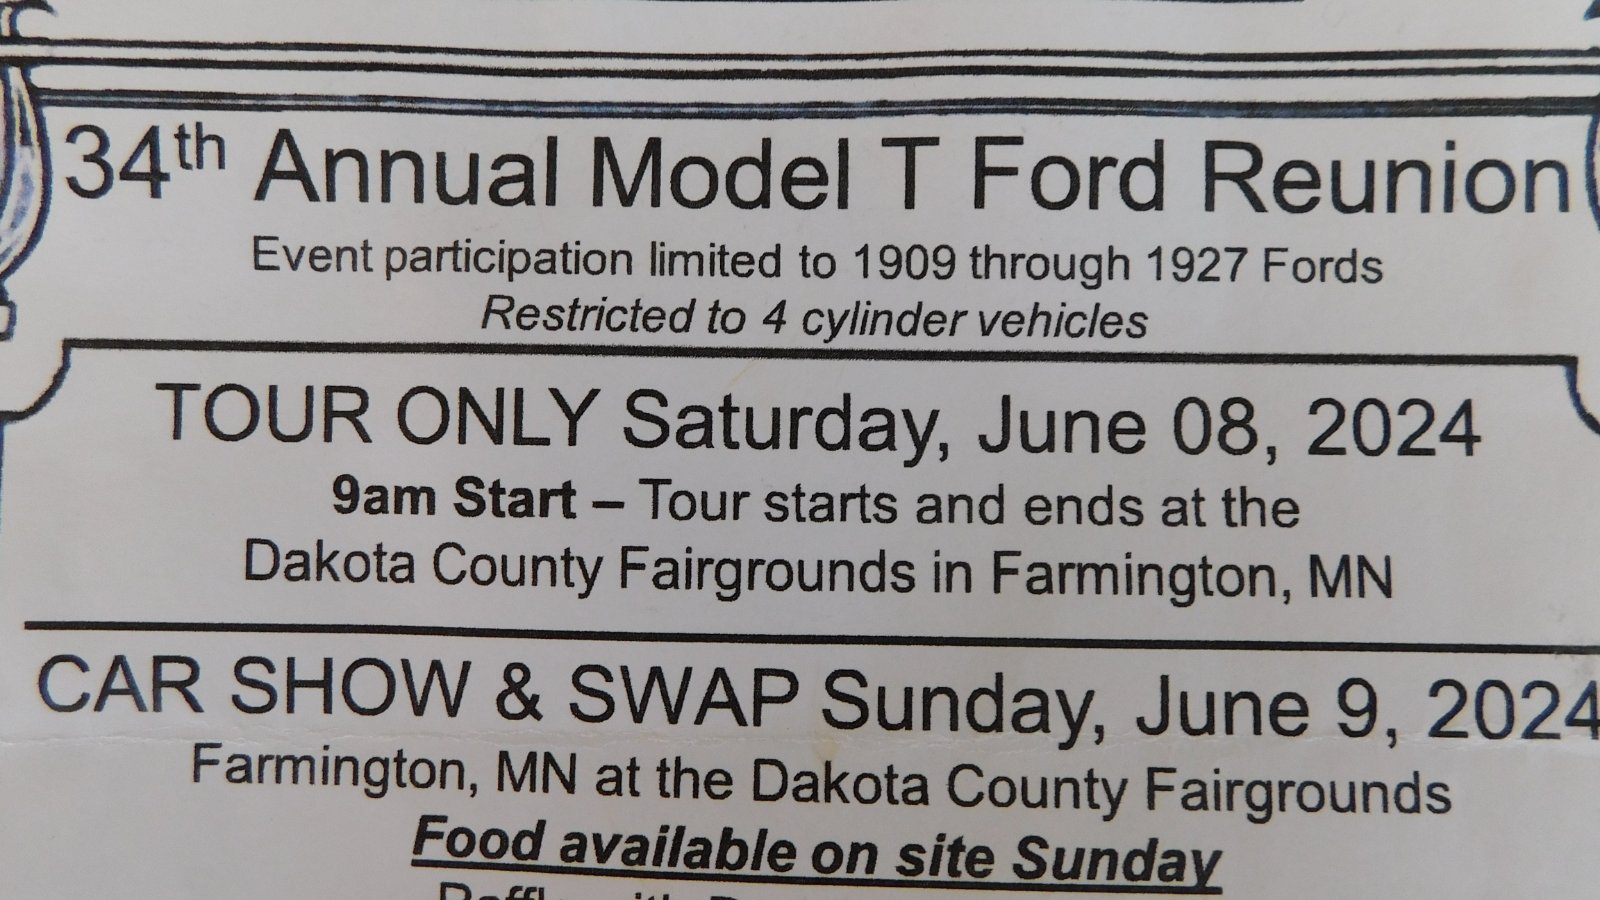 34th Annual Model T Ford Reunion
Event participation limited to 1909 through 1927 Fords
Restricted to 4 cylinder vehicles
TOUR ONLY Saturday, June 08, 2024
9am Start – Tour starts and ends at the
Dakota County Fairgrounds in Farmington, MN
CAR SHOW & SWAP Sunday, June 9, 2024
Farmington, MN at the Dakota County Fairgrounds
Food available on site Sunday